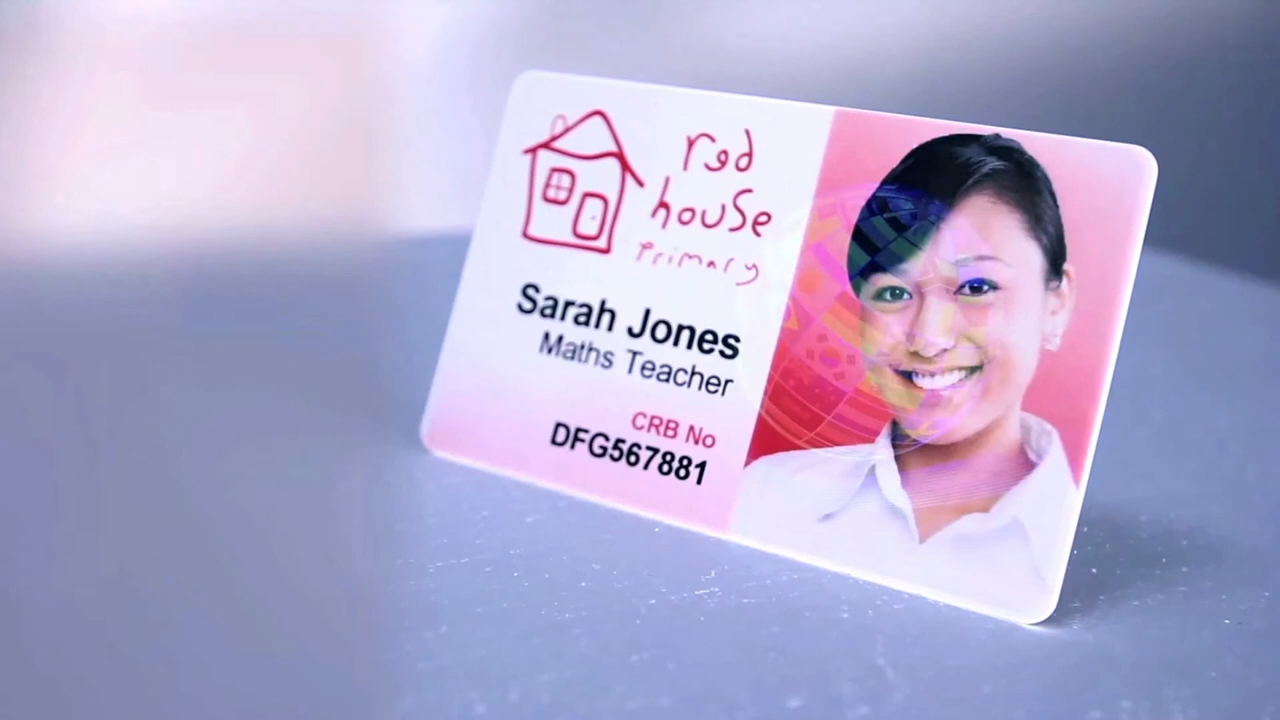 red
house
primary
Sarah Jones
Maths Teacher
CRB No
DFG567881